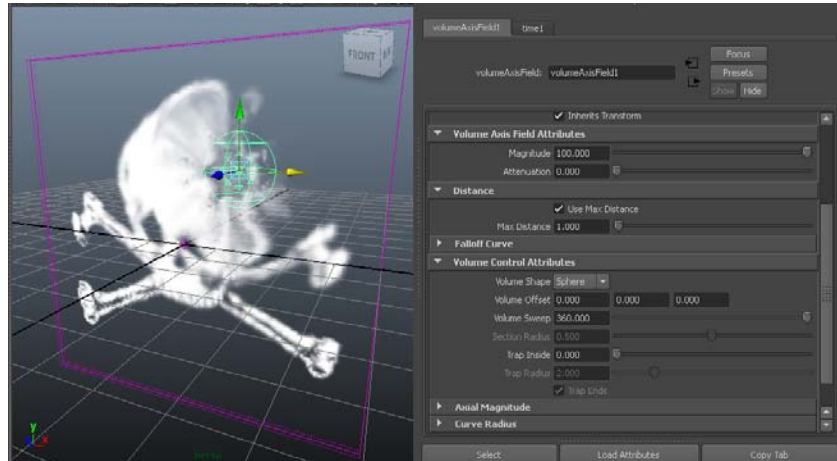 FRONT
volumeAxisField1 time1
Focus
volumeAxisField: volumeAxisField1
Presets
Show Hide
Inherits Transform
Volume Axis Field Attributes
Magnitude 100.000
Attenuation 0.000
Distance
Use Max Distance
Max Distance 1.000
Falloff Curve
Volume Control Attributes
Volume Shape Sphere
Volume Offset 0.000 0.000 0.000
Volume Sweep 360.000
Section Radius 0.500
Trap Inside 0.000
Trap Radius 2.000
Trap Ends
Axial Magnitude
Curve Radius
y
z x
persp
Select Load Attributes Copy Tab